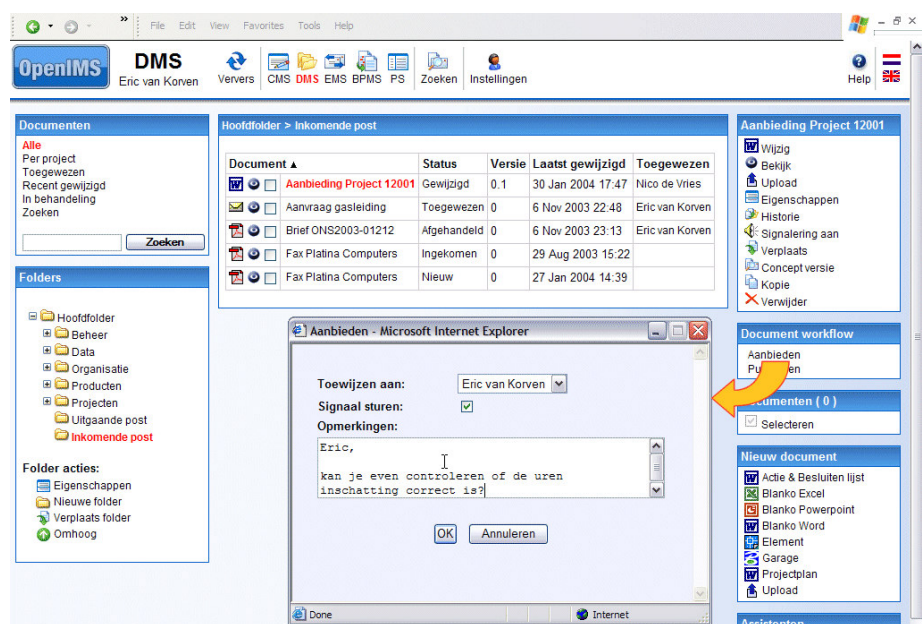 » File Edit View Favorites Tools Help
OpenIMS
DMS
Eric van Korven
Ververs CMS DMS EMS BPMS PS Zoeken Instellingen
Help
Documenten
Alle
Per project
Toegewezen
Recent gewijzigd
In behandeling
Zoeken
Zoeken
Folders
Hoofdfolder
Beheer
Data
Organisatie
Producten
Projecten
Uitgaande post
Inkomende post
Folder acties:
Eigenschappen
Nieuwe folder
Verplaats folder
Omhoog
Hoofdfolder > Inkomende post
Document ▲ Status Versie Laatst gewijzigd Toegewezen
Aanbieding Project 12001 Gewijzigd 0.1 30 Jan 2004 17:47 Nico de Vries
Aanvraag gasleiding Toegewezen 0 6 Nov 2003 22:48 Eric van Korven
Brief ONS2003-01212 Afgehandeld 0 6 Nov 2003 23:13 Eric van Korven
Fax Platina Computers Ingekomen 0 29 Aug 2003 15:22
Fax Platina Computers Nieuw 0 27 Jan 2004 14:39
Aanbieden - Microsoft Internet Explorer
Toewijzen aan: Eric van Korven
Signaal sturen:
Opmerkingen:
Eric,
kan je even controleren of de uren
inschatting correct is?
OK Annuleren
Done Internet
Aanbieding Project 12001
Wijzig
Bekijk
Upload
Eigenschappen
Historie
Signalering aan
Verplaats
Concept versie
Kopie
Verwijder
Document workflow
Aanbieden
( 0 )
Selecteren
Nieuw document
Actie & Besluiten lijst
Blanko Excel
Blanko Powerpoint
Blanko Word
Element
Garage
Projectplan
Upload